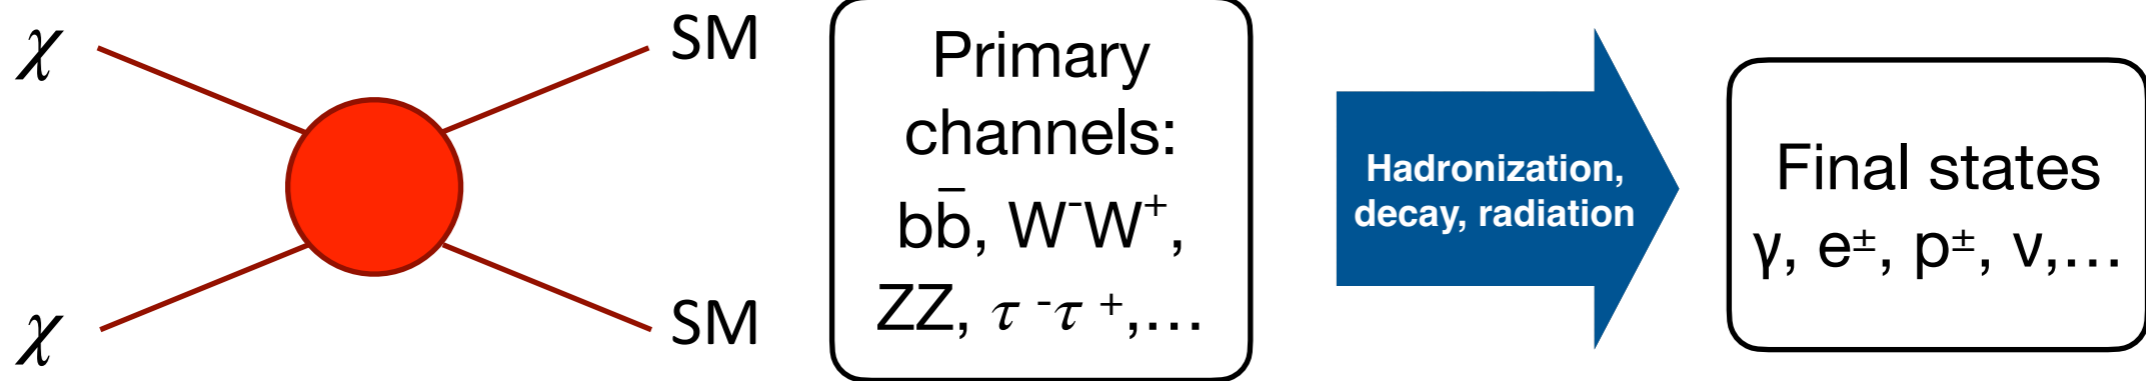 χ
SM
χ
SM
Primary
channels:
bb̄, W⁻W⁺,
ZZ, τ ⁻τ ⁺,...
Hadronization,
decay, radiation
Final states
γ, e±, p±, ν,...